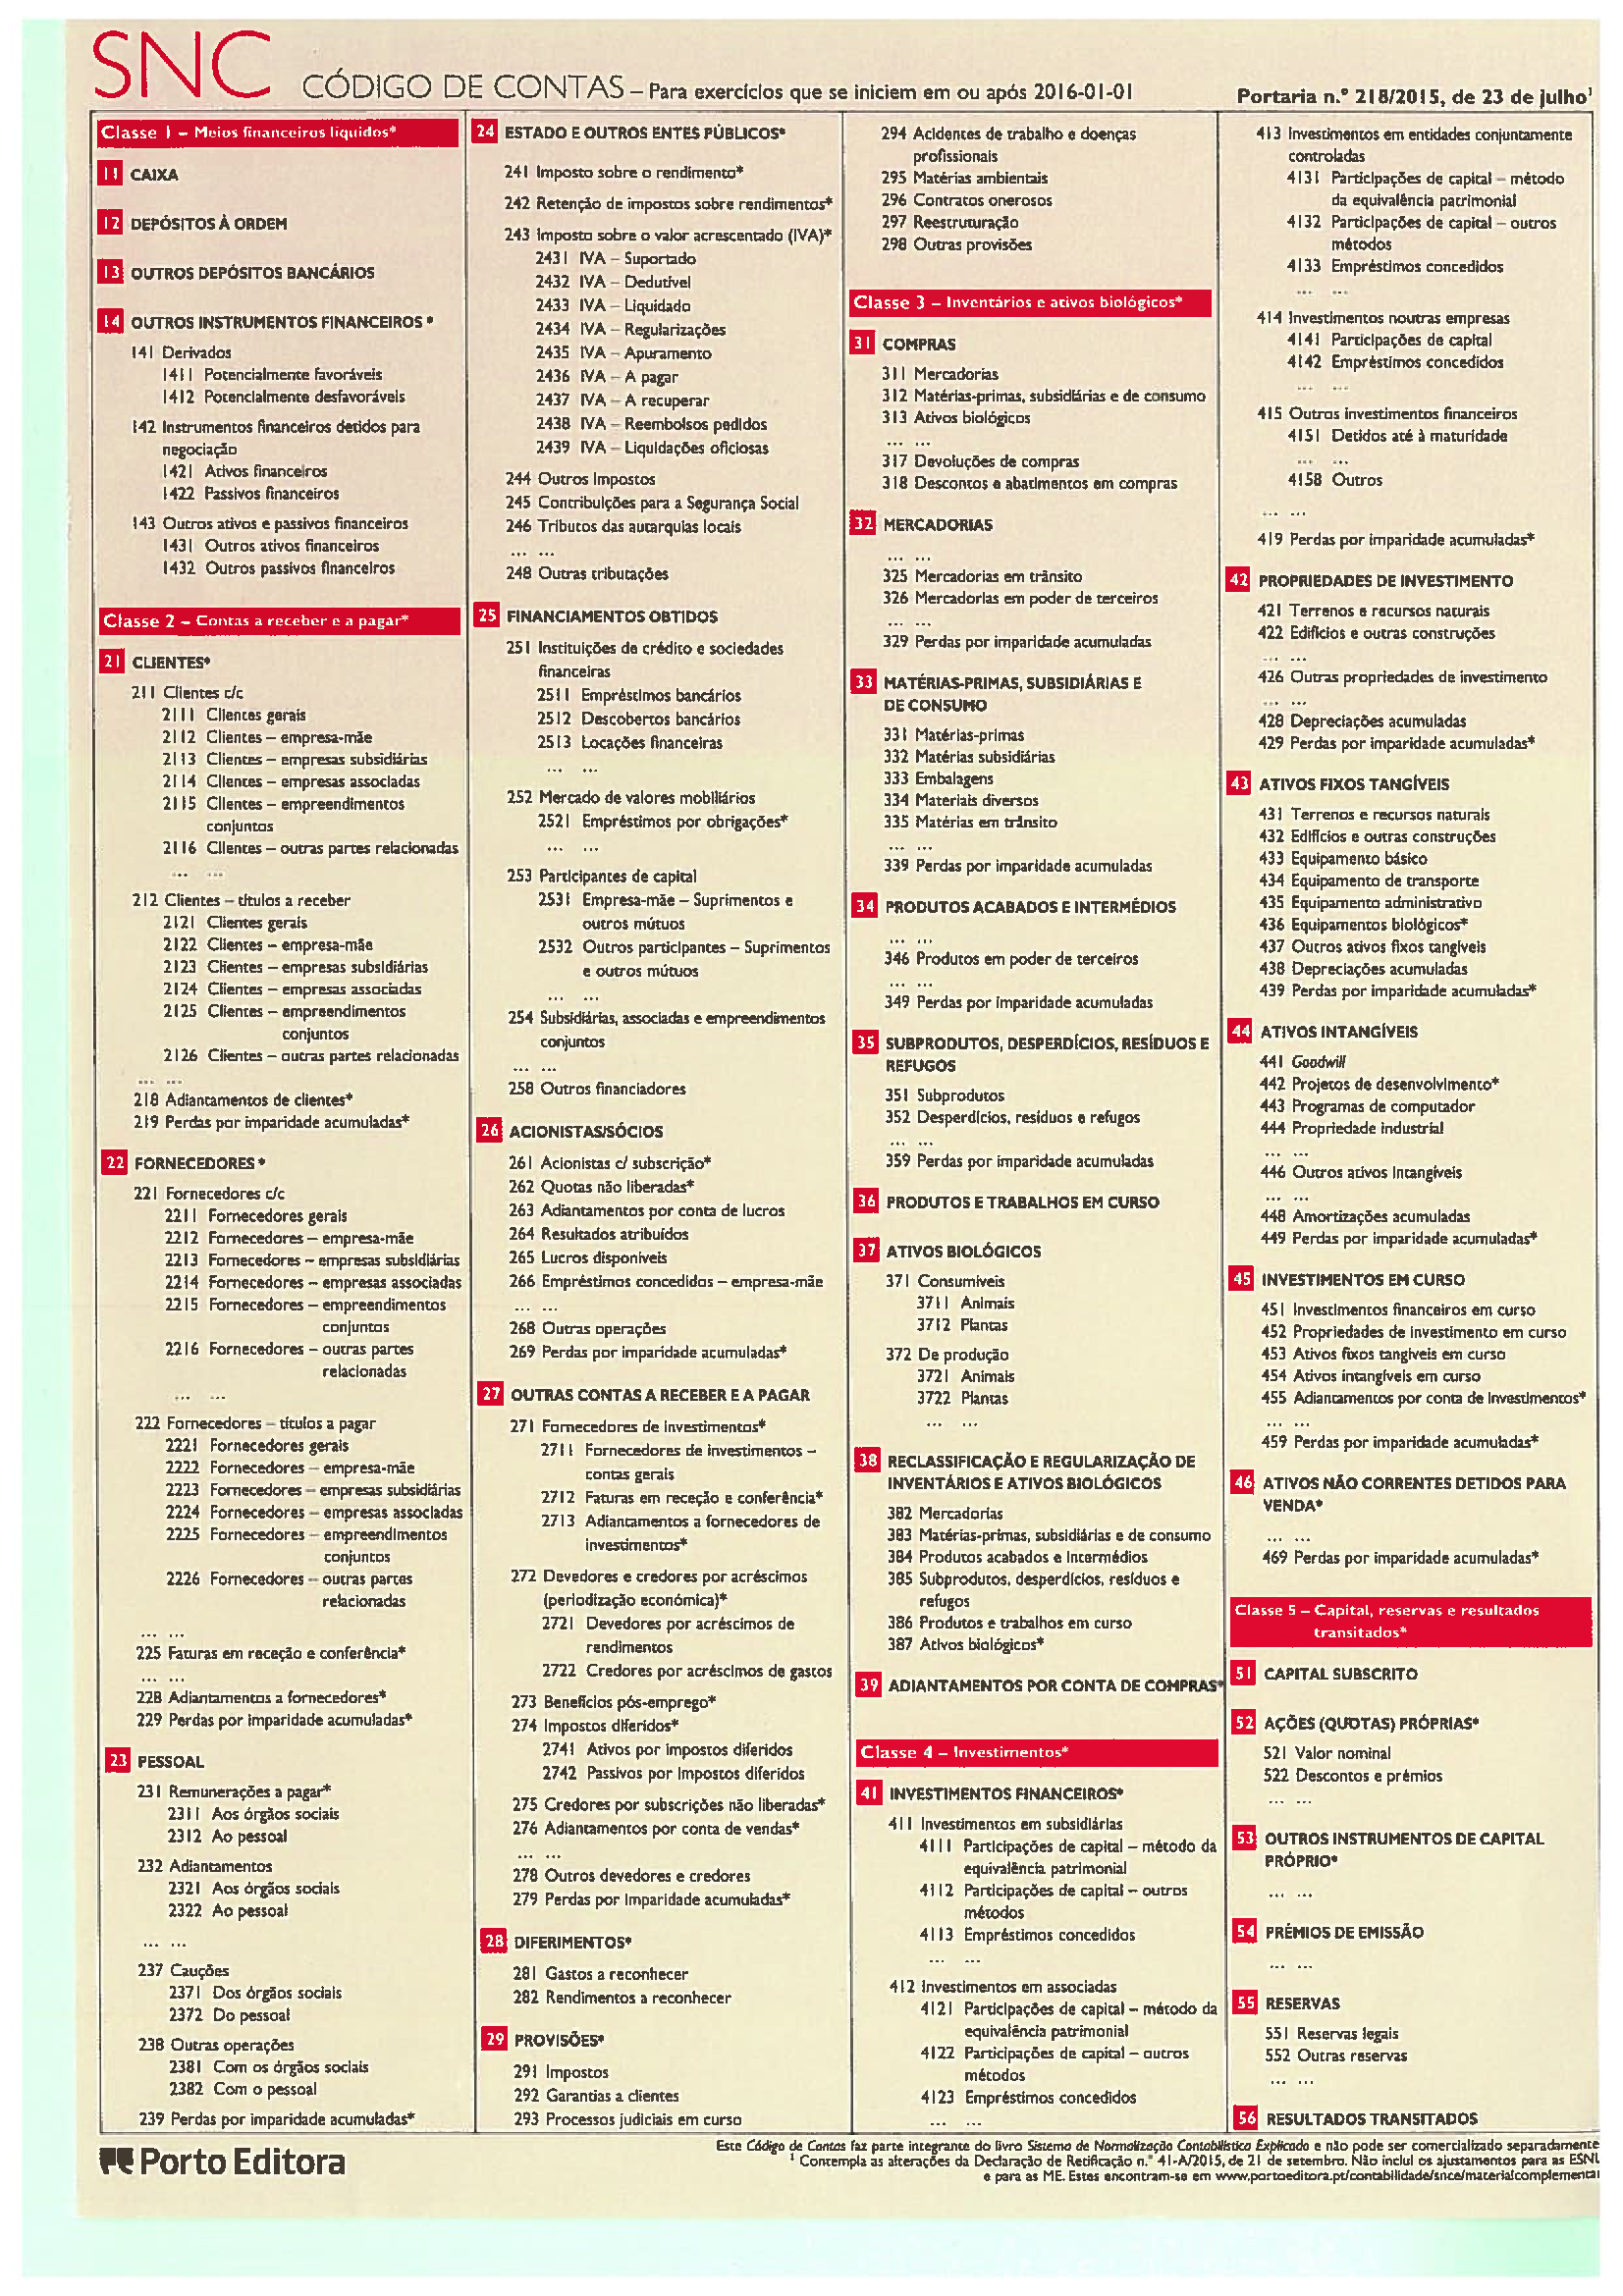 SNC CÓDIGO DE CONTAS – Para exercícios que se iniciem em ou após 2016-01-01
Portaria n.º 218/2015, de 23 de julho¹
Classe 1 – Meios financeiros líquidos*
11 CAIXA
12 DEPÓSITOS À ORDEM
13 OUTROS DEPÓSITOS BANCÁRIOS
14 OUTROS INSTRUMENTOS FINANCEIROS *
141 Derivados
1411 Potencialmente favoráveis
1412 Potencialmente desfavoráveis
142 Instrumentos financeiros detidos para
negociação
1421 Ativos financeiros
1422 Passivos financeiros
143 Outros ativos e passivos financeiros
1431 Outros ativos financeiros
1432 Outros passivos financeiros
Classe 2 – Contas a receber e a pagar*
21 CLIENTES*
211 Clientes c/c
2111 Clientes gerais
2112 Clientes – empresa-mãe
2113 Clientes – empresas subsidiárias
2114 Clientes – empresas associadas
2115 Clientes – empreendimentos
conjuntos
2116 Clientes – outras partes relacionadas
... ...
212 Clientes – títulos a receber
2121 Clientes gerais
2122 Clientes – empresa-mãe
2123 Clientes – empresas subsidiárias
2124 Clientes – empresas associadas
2125 Clientes – empreendimentos
conjuntos
2126 Clientes – outras partes relacionadas
... ...
218 Adiantamentos de clientes*
219 Perdas por imparidade acumuladas*
22 FORNECEDORES *
221 Fornecedores c/c
2211 Fornecedores gerais
2212 Fornecedores – empresa-mãe
2213 Fornecedores – empresas subsidiárias
2214 Fornecedores – empresas associadas
2215 Fornecedores – empreendimentos
conjuntos
2216 Fornecedores – outras partes
relacionadas
... ...
222 Fornecedores – títulos a pagar
2221 Fornecedores gerais
2222 Fornecedores – empresa-mãe
2223 Fornecedores – empresas subsidiárias
2224 Fornecedores – empresas associadas
2225 Fornecedores – empreendimentos
conjuntos
2226 Fornecedores – outras partes
relacionadas
... ...
225 Faturas em receção e conferência*
... ...
228 Adiantamentos a fornecedores*
229 Perdas por imparidade acumuladas*
23 PESSOAL
231 Remunerações a pagar*
2311 Aos órgãos sociais
2312 Ao pessoal
232 Adiantamentos
2321 Aos órgãos sociais
2322 Ao pessoal
... ...
237 Cauções
2371 Dos órgãos sociais
2372 Do pessoal
238 Outras operações
2381 Com os órgãos sociais
2382 Com o pessoal
239 Perdas por imparidade acumuladas*
24 ESTADO E OUTROS ENTES PÚBLICOS*
241 Imposto sobre o rendimento*
242 Retenção de impostos sobre rendimentos*
243 Imposto sobre o valor acrescentado (IVA)*
2431 IVA – Suportado
2432 IVA – Dedutível
2433 IVA – Liquidado
2434 IVA – Regularizações
2435 IVA – Apuramento
2436 IVA – A pagar
2437 IVA – A recuperar
2438 IVA – Reembolsos pedidos
2439 IVA – Liquidações oficiosas
244 Outros Impostos
245 Contribuições para a Segurança Social
246 Tributos das autarquias locais
... ...
248 Outras tributações
25 FINANCIAMENTOS OBTIDOS
251 Instituições de crédito e sociedades
financeiras
2511 Empréstimos bancários
2512 Descobertos bancários
2513 Locações financeiras
... ...
252 Mercado de valores mobiliários
2521 Empréstimos por obrigações*
... ...
253 Participantes de capital
2531 Empresa-mãe – Suprimentos e
outros mútuos
2532 Outros participantes – Suprimentos
e outros mútuos
... ...
254 Subsidiárias, associadas e empreendimentos
conjuntos
... ...
258 Outros financiadores
26 ACIONISTAS/SÓCIOS
261 Acionistas c/ subscrição*
262 Quotas não liberadas*
263 Adiantamentos por conta de lucros
264 Resultados atribuídos
265 Lucros disponíveis
266 Empréstimos concedidos – empresa-mãe
... ...
268 Outras operações
269 Perdas por imparidade acumuladas*
27 OUTRAS CONTAS A RECEBER E A PAGAR
271 Fornecedores de investimentos*
2711 Fornecedores de investimentos –
contas gerais
2712 Faturas em receção e conferência*
2713 Adiantamentos a fornecedores de
investimentos*
272 Devedores e credores por acréscimos
(periodização económica)*
2721 Devedores por acréscimos de
rendimentos
2722 Credores por acréscimos de gastos
273 Benefícios pós-emprego*
274 Impostos diferidos*
2741 Ativos por impostos diferidos
2742 Passivos por Impostos diferidos
275 Credores por subscrições não liberadas*
276 Adiantamentos por conta de vendas*
... ...
278 Outros devedores e credores
279 Perdas por Imparidade acumuladas*
28 DIFERIMENTOS*
281 Gastos a reconhecer
282 Rendimentos a reconhecer
29 PROVISÕES*
291 Impostos
292 Garantias a clientes
293 Processos judiciais em curso
294 Acidentes de trabalho e doenças
profissionais
295 Matérias ambientais
296 Contratos onerosos
297 Reestruturação
298 Outras provisões
Classe 3 – Inventários e ativos biológicos*
31 COMPRAS
311 Mercadorias
312 Matérias-primas, subsidiárias e de consumo
313 Ativos biológicos
... ...
317 Devoluções de compras
318 Descontos e abatimentos em compras
32 MERCADORIAS
... ...
325 Mercadorias em trânsito
326 Mercadorias em poder de terceiros
... ...
329 Perdas por imparidade acumuladas
33 MATÉRIAS-PRIMAS, SUBSIDIÁRIAS E
DE CONSUMO
331 Matérias-primas
332 Matérias subsidiárias
333 Embalagens
334 Materiais diversos
335 Matérias em trânsito
... ...
339 Perdas por imparidade acumuladas
34 PRODUTOS ACABADOS E INTERMÉDIOS
... ...
346 Produtos em poder de terceiros
... ...
349 Perdas por imparidade acumuladas
35 SUBPRODUTOS, DESPERDÍCIOS, RESÍDUOS E
REFUGOS
351 Subprodutos
352 Desperdícios, resíduos e refugos
... ...
359 Perdas por imparidade acumuladas
36 PRODUTOS E TRABALHOS EM CURSO
37 ATIVOS BIOLÓGICOS
371 Consumíveis
3711 Animais
3712 Plantas
372 De produção
3721 Animais
3722 Plantas
... ...
38 RECLASSIFICAÇÃO E REGULARIZAÇÃO DE
INVENTÁRIOS E ATIVOS BIOLÓGICOS
382 Mercadorias
383 Matérias-primas, subsidiárias e de consumo
384 Produtos acabados e Intermédios
385 Subprodutos, desperdícios, resíduos e
refugos
386 Produtos e trabalhos em curso
387 Ativos biológicos*
39 ADIANTAMENTOS POR CONTA DE COMPRAS*
Classe 4 – Investimentos*
41 INVESTIMENTOS FINANCEIROS*
411 Investimentos em subsidiárias
4111 Participações de capital – método da
equivalência patrimonial
4112 Participações de capital – outros
métodos
4113 Empréstimos concedidos
... ...
412 Investimentos em associadas
4121 Participações de capital – método da
equivalência patrimonial
4122 Participações de capital – outros
métodos
4123 Empréstimos concedidos
... ...
413 Investimentos em entidades conjuntamente
controladas
4131 Participações de capital – método
da equivalência patrimonial
4132 Participações de capital – outros
métodos
4133 Empréstimos concedidos
... ...
414 Investimentos noutras empresas
4141 Participações de capital
4142 Empréstimos concedidos
... ...
415 Outros investimentos financeiros
4151 Detidos até à maturidade
... ...
4158 Outros
... ...
419 Perdas por imparidade acumuladas*
42 PROPRIEDADES DE INVESTIMENTO
421 Terrenos e recursos naturais
422 Edifícios e outras construções
... ...
426 Outras propriedades de investimento
... ...
428 Depreciações acumuladas
429 Perdas por imparidade acumuladas*
43 ATIVOS FIXOS TANGÍVEIS
431 Terrenos e recursos naturais
432 Edifícios e outras construções
433 Equipamento básico
434 Equipamento de transporte
435 Equipamento administrativo
436 Equipamentos biológicos*
437 Outros ativos fixos tangíveis
438 Depreciações acumuladas
439 Perdas por imparidade acumuladas*
44 ATIVOS INTANGÍVEIS
441 Goodwill
442 Projetos de desenvolvimento*
443 Programas de computador
444 Propriedade industrial
... ...
446 Outros ativos Intangíveis
... ...
448 Amortizações acumuladas
449 Perdas por imparidade acumuladas*
45 INVESTIMENTOS EM CURSO
451 Investimentos financeiros em curso
452 Propriedades de investimento em curso
453 Ativos fixos tangíveis em curso
454 Ativos intangíveis em curso
455 Adiantamentos por conta de investimentos*
... ...
459 Perdas por imparidade acumuladas*
46 ATIVOS NÃO CORRENTES DETIDOS PARA
VENDA*
... ...
469 Perdas por imparidade acumuladas*
Classe 5 – Capital, reservas e resultados
transitados*
51 CAPITAL SUBSCRITO
52 AÇÕES (QUOTAS) PRÓPRIAS*
521 Valor nominal
522 Descontos e prémios
... ...
53 OUTROS INSTRUMENTOS DE CAPITAL
PRÓPRIO*
... ...
54 PRÉMIOS DE EMISSÃO
... ...
55 RESERVAS
551 Reservas legais
552 Outras reservas
... ...
56 RESULTADOS TRANSITADOS
Porto Editora
Este Código de Contas faz parte integrante do livro Sistema de Normalização Contabilística Explicado e não pode ser comercializado separadamente
¹ Contempla as alterações da Declaração de Retificação n.º 41-A/2015, de 21 de setembro. Não inclui os ajustamentos para as ESNL
e para as ME. Estes encontram-se em www.portoeditora.pt/contabilidade/snce/materialcomplementar